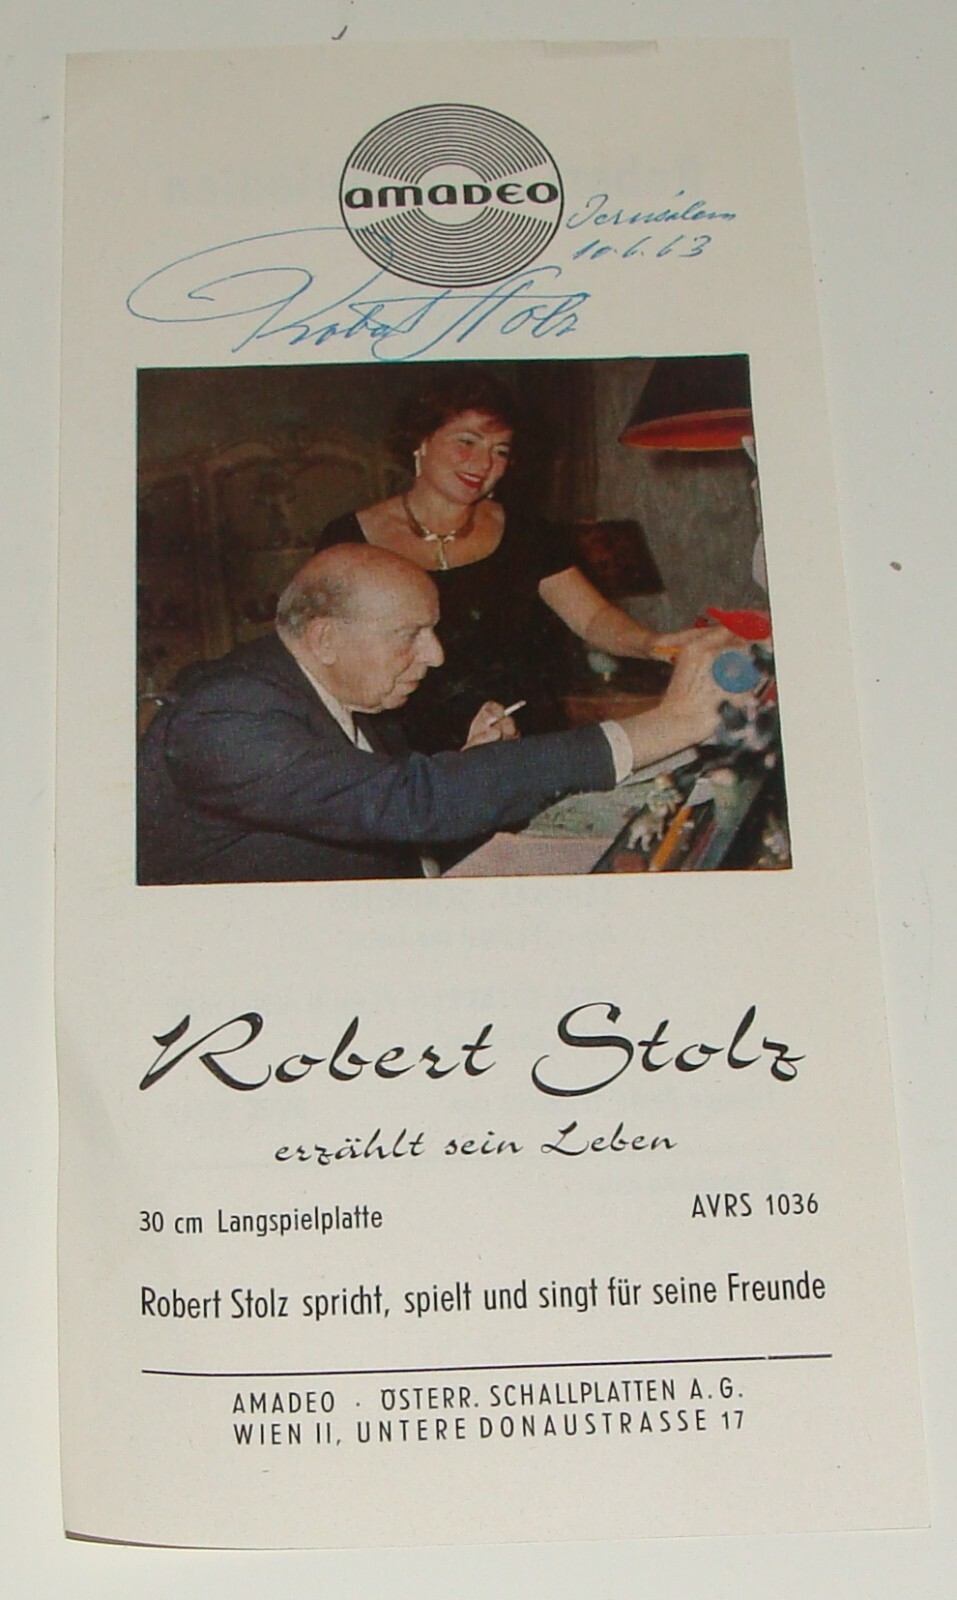 amadeo
Jerusalem
10.6.63
Robert Stolz
Robert Stolz
erzählt sein Leben
30 cm Langspielplatte
AVRS 1036
Robert Stolz spricht, spielt und singt für seine Freunde
AMADEO · ÖSTERR. SCHALLPLATTEN A.G.
WIEN II, UNTERE DONAUSTRASSE 17